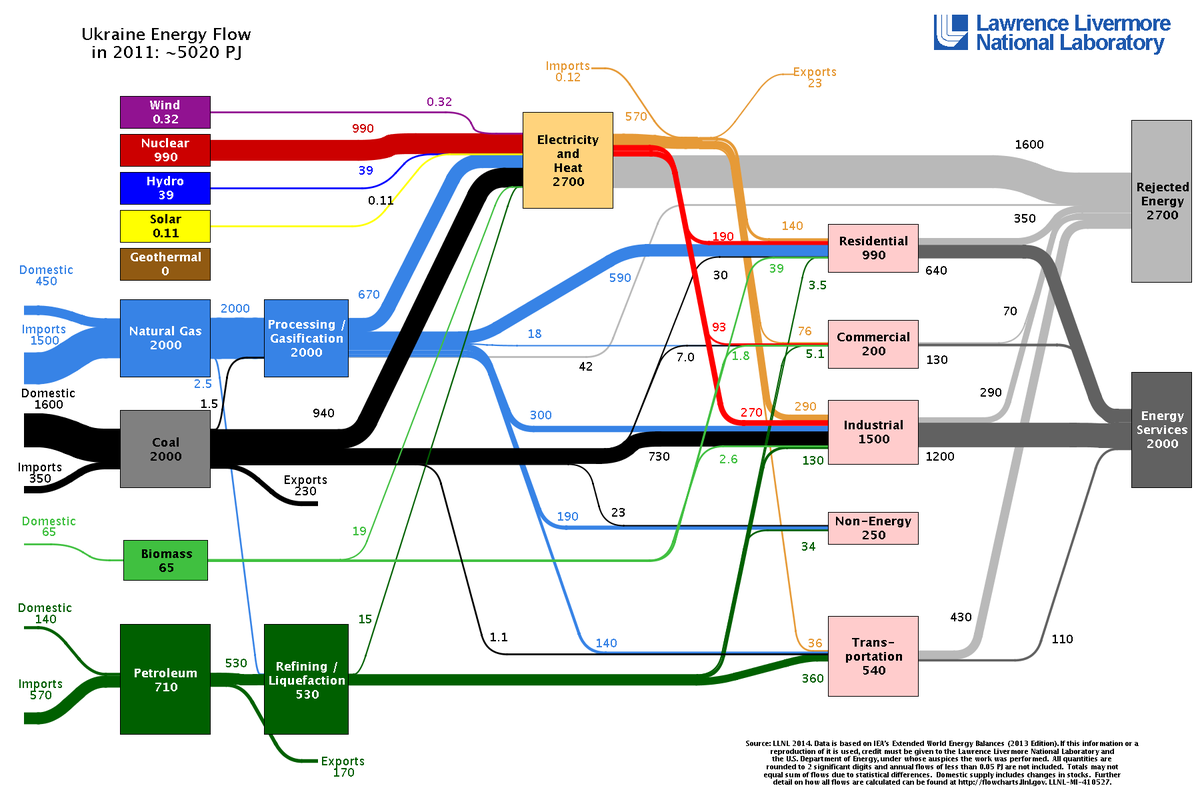 Ukraine Energy Flow
in 2011: ~5020 PJ
Lawrence Livermore
National Laboratory
Imports
0.12
Exports
23
Wind
0.32
0.32
570
Nuclear
990
990
Electricity
and
Heat
2700
1600
Rejected
Energy
2700
Hydro
39
39
0.11
Solar
0.11
Geothermal
0
140
190
350
Residential
990
640
39
30
3.5
590
Domestic
450
Imports
1500
Natural Gas
2000
2000
Processing /
Gasification
2000
670
18
42
93
76
70
Commercial
200
130
7.0
1.8
5.1
2.5
1.5
Domestic
1600
Imports
350
Coal
2000
940
Exports
230
300
270
290
290
Industrial
1500
1200
730
2.6
130
Energy
Services
2000
23
190
Non-Energy
250
34
Domestic
65
Biomass
65
19
Domestic
140
Imports
570
Petroleum
710
530
Refining /
Liquefaction
530
15
Exports
170
1.1
140
36
360
Trans-
portation
540
430
110
Source: LLNL 2014. Data is based on IEA's Extended World Energy Balances (2013 Edition). If this information or a
reproduction of it is used, credit must be given to the Lawrence Livermore National Laboratory and
the U.S. Department of Energy, under whose auspices the work was performed. All quantities are
rounded to 2 significant digits and annual flows of less than 0.05 PJ are not included. Totals may not
equal sum of flows due to statistical differences. Domestic supply includes changes in stocks. Further
detail on how all flows are calculated can be found at http://flowcharts.llnl.gov. LLNL-MI-410527.